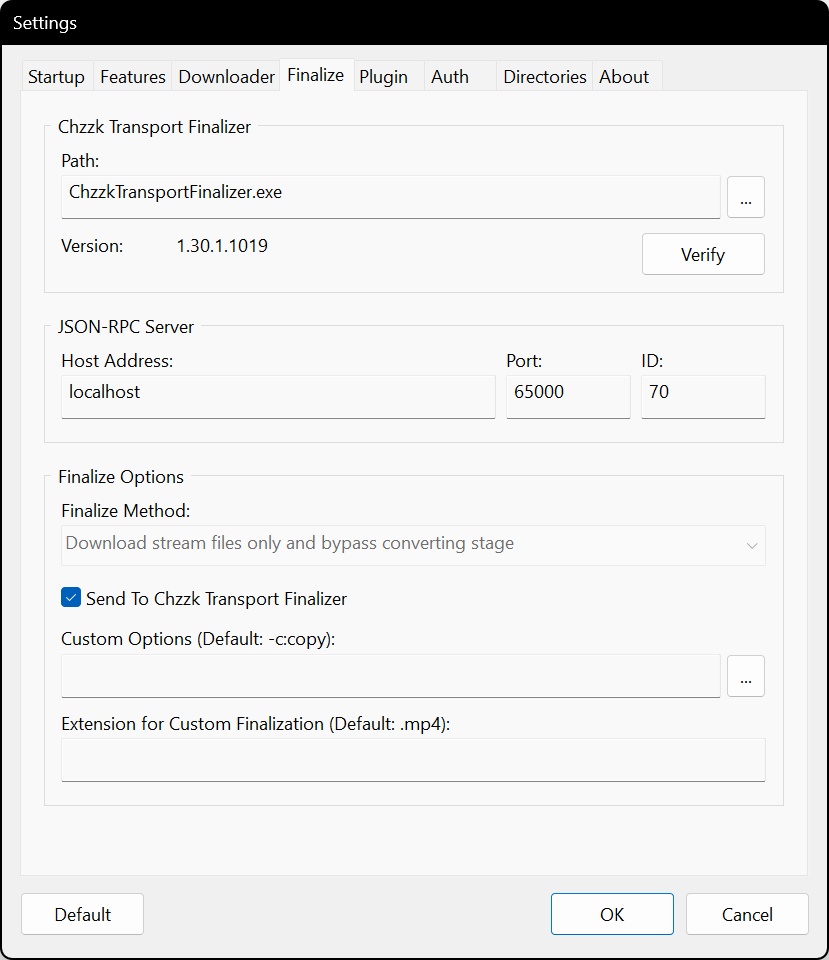 Settings
Startup Features Downloader Finalize Plugin Auth Directories About
Chzzk Transport Finalizer
Path:
ChzzkTransportFinalizer.exe ...
Version: 1.30.1.1019 Verify
JSON-RPC Server
Host Address: Port: ID:
localhost 65000 70
Finalize Options
Finalize Method:
Download stream files only and bypass converting stage
Send To Chzzk Transport Finalizer
Custom Options (Default: -c:copy):
...
Extension for Custom Finalization (Default: .mp4):
Default OK Cancel